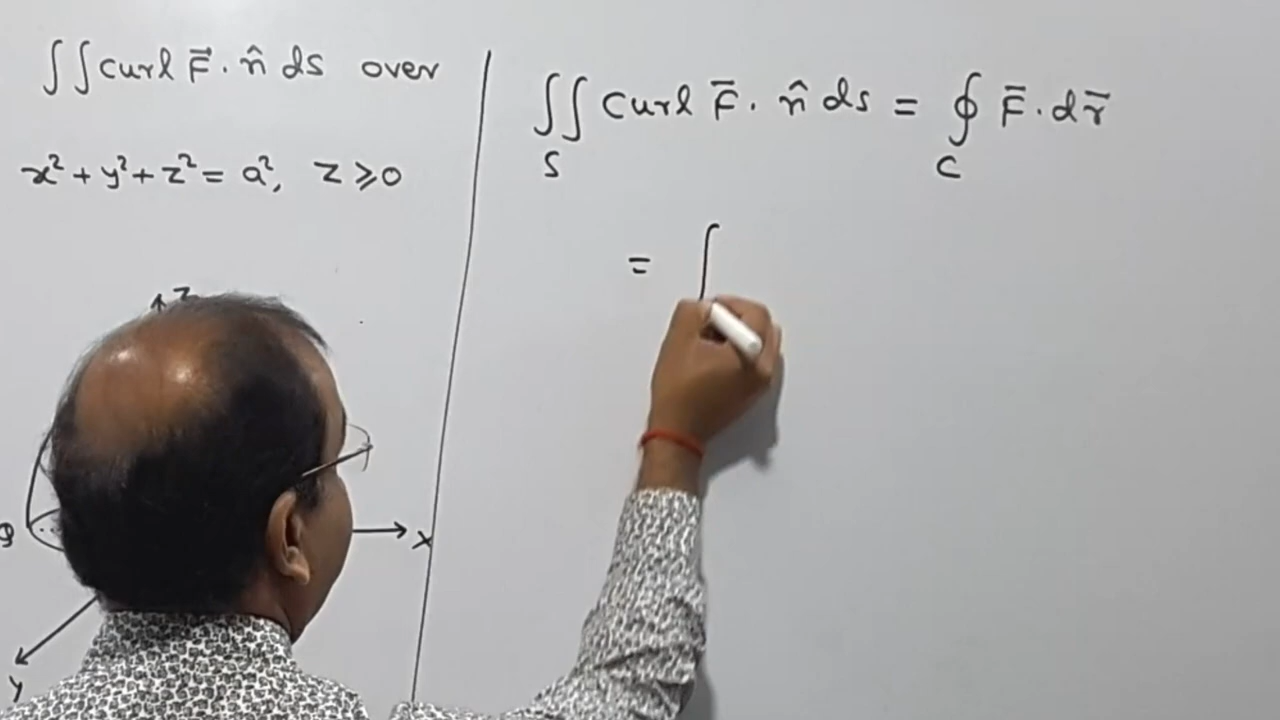 ∫∫ curl F⃗ . n̂ ds over
x² + y² + z² = a², z ⩾ 0
Z
X
Y
∫∫ Curl F̄ . n̂ ds = ∮ F̄ . dr̄
S C
= ∫